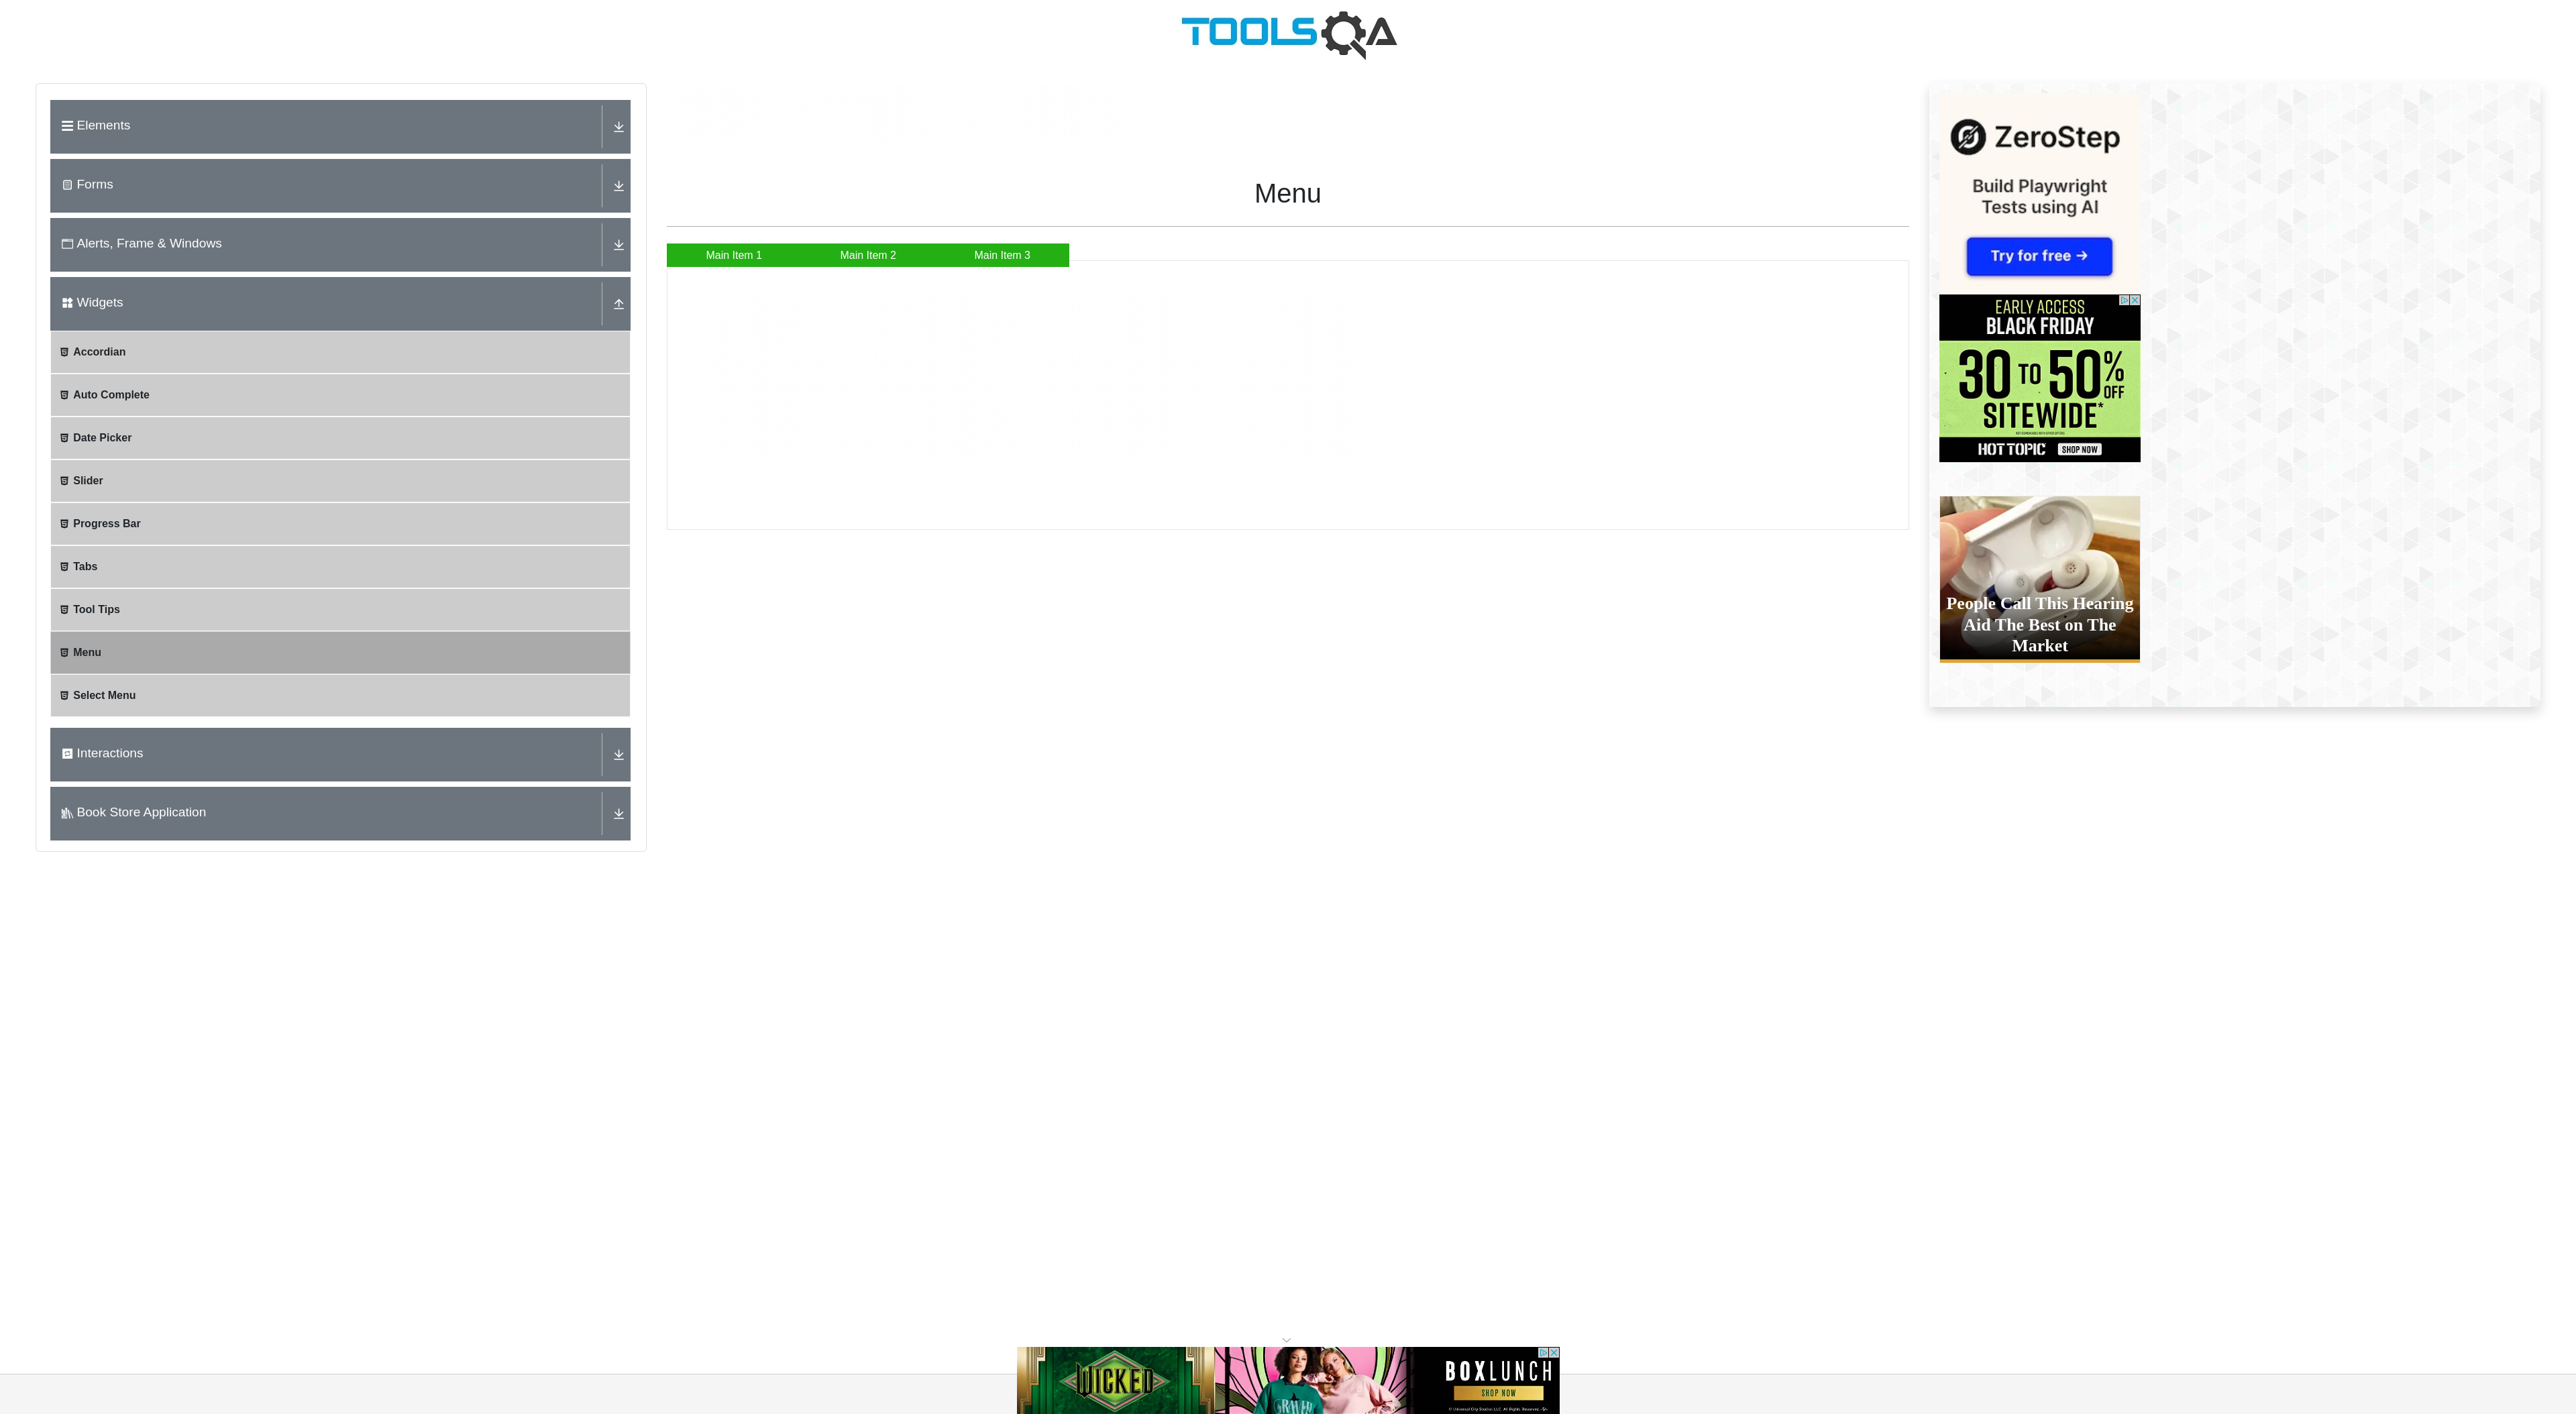 TOOLSQA
Elements
Forms
Alerts, Frame & Windows
Widgets
Accordian
Auto Complete
Date Picker
Slider
Progress Bar
Tabs
Tool Tips
Menu
Select Menu
Interactions
Book Store Application
Menu
Main Item 1
Main Item 2
Main Item 3
ZeroStep
Build Playwright
Tests using AI
Try for free →
EARLY ACCESS
BLACK FRIDAY
30 TO 50% OFF
SITEWIDE*
HOT TOPIC SHOP NOW
People Call This Hearing
Aid The Best on The
Market
WICKED
BOXLUNCH
SHOP NOW